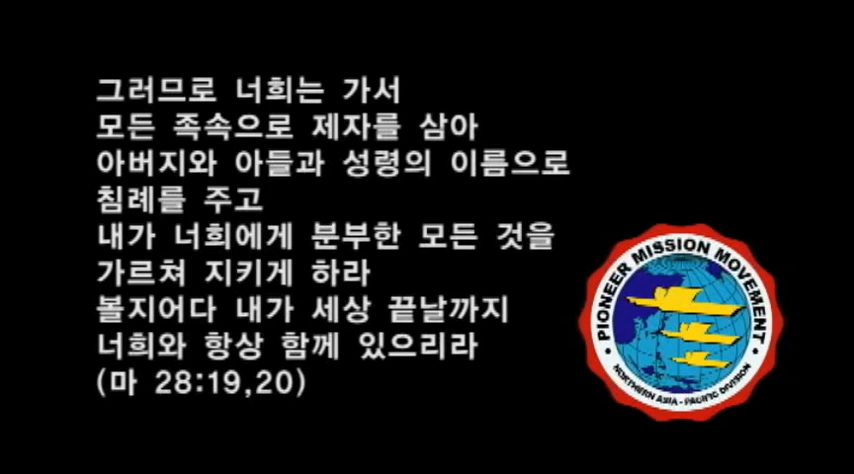 그러므로 너희는 가서
모든 족속으로 제자를 삼아
아버지와 아들과 성령의 이름으로
침례를 주고
내가 너희에게 분부한 모든 것을
가르쳐 지키게 하라
볼지어다 내가 세상 끝날까지
너희와 항상 함께 있으리라
(마 28:19,20)
• PIONEER MISSION MOVEMENT •
NORTHERN ASIA - PACIFIC DIVISION